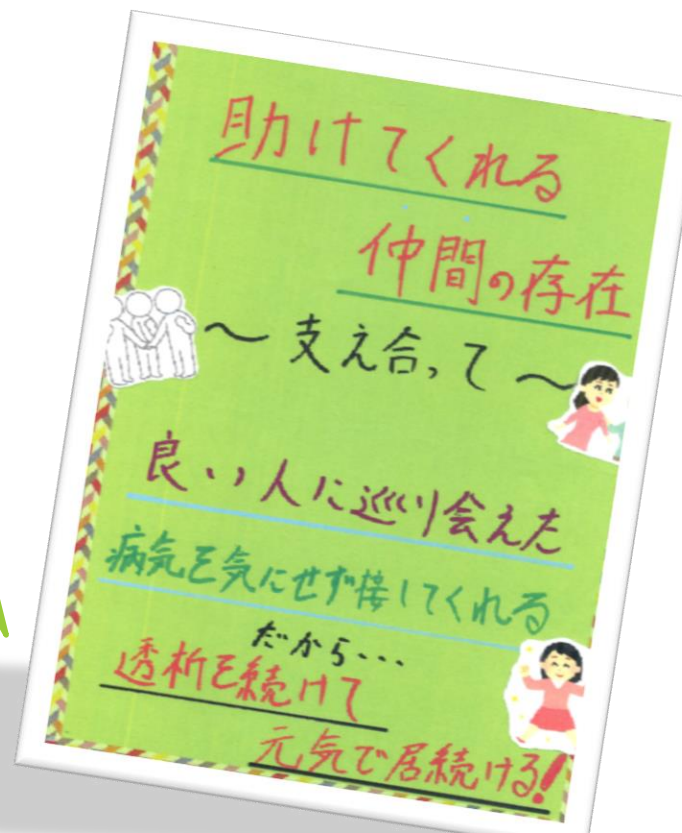 助けてくれる
仲間の存在
～支え合って～
良い人に巡り会えた
病気を気にせず接してくれる
だから・・・
透析を続けて
元気で居続ける!